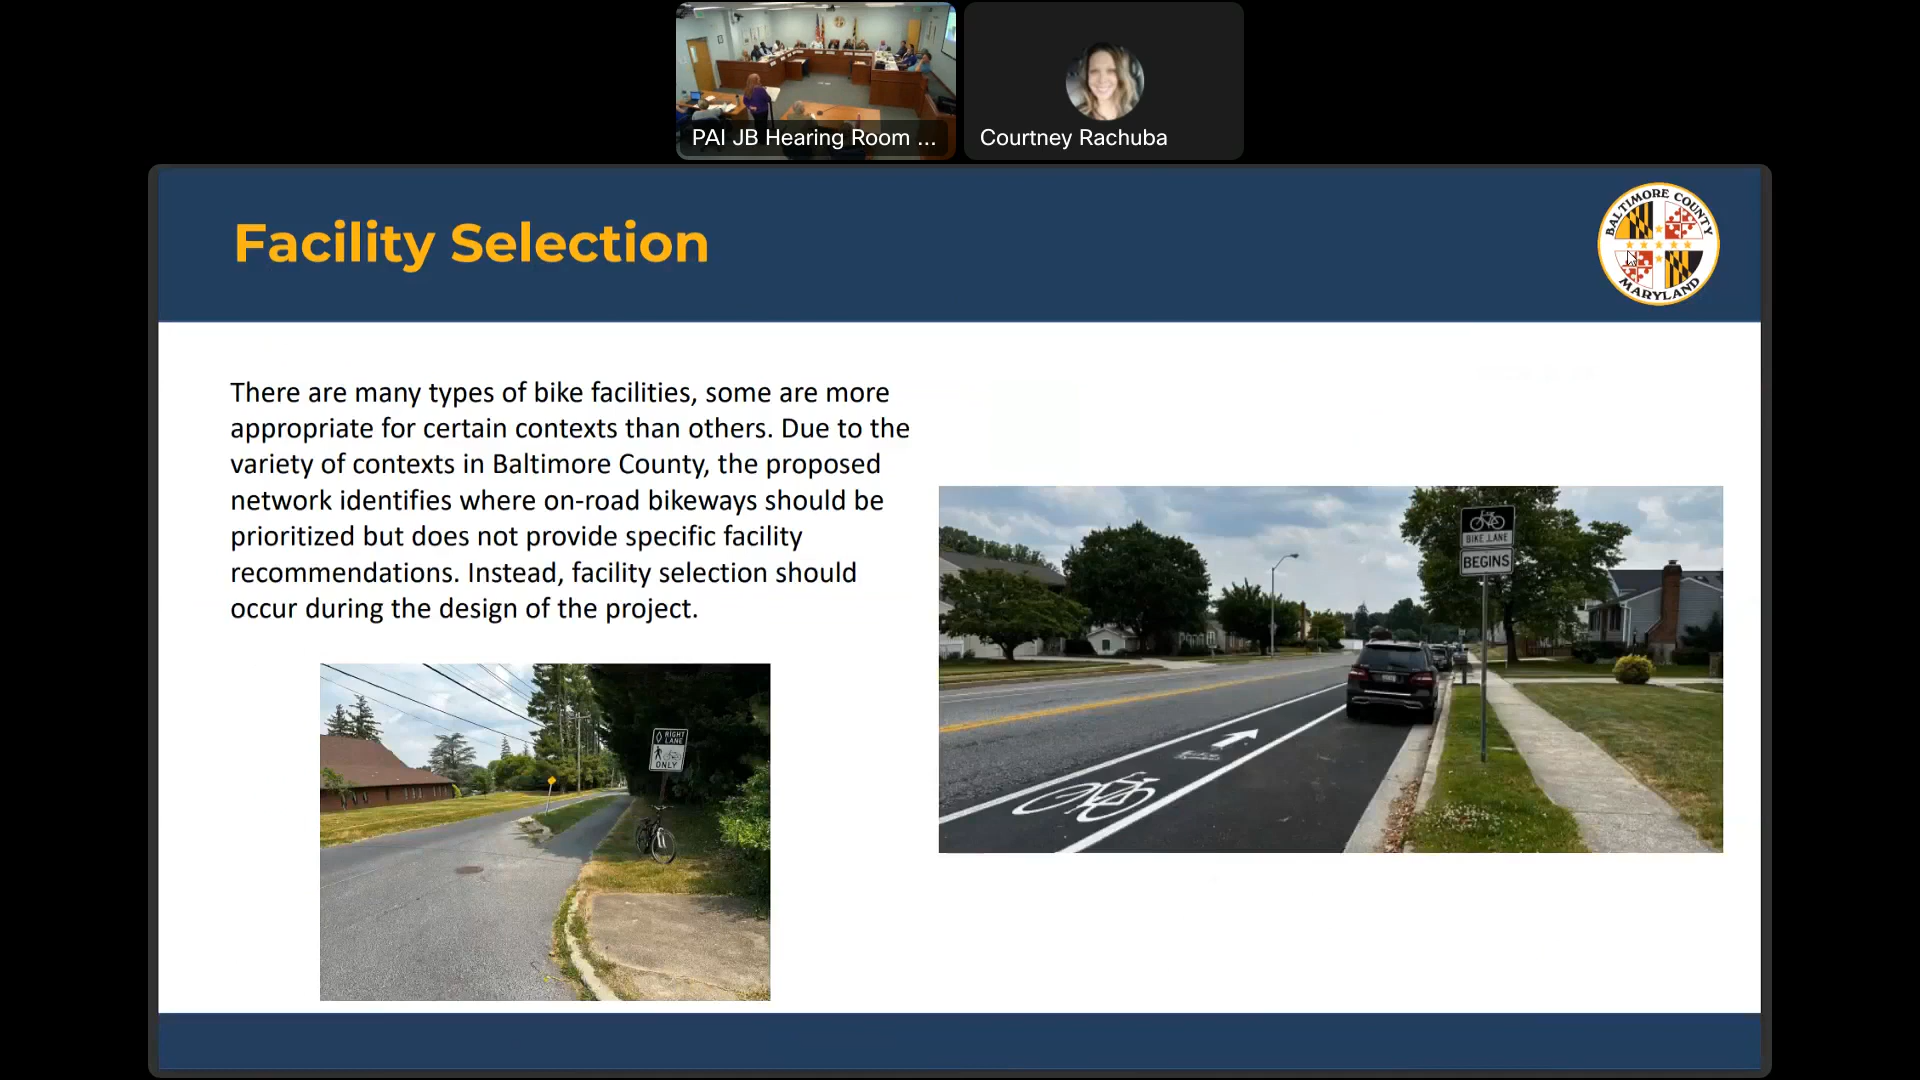 PAI JB Hearing Room ...
Courtney Rachuba
Facility Selection
BALTIMORE COUNTY
MARYLAND
There are many types of bike facilities, some are more
appropriate for certain contexts than others. Due to the
variety of contexts in Baltimore County, the proposed
network identifies where on-road bikeways should be
prioritized but does not provide specific facility
recommendations. Instead, facility selection should
occur during the design of the project.
BIKE LANE
BEGINS
RIGHT
LANE
ONLY